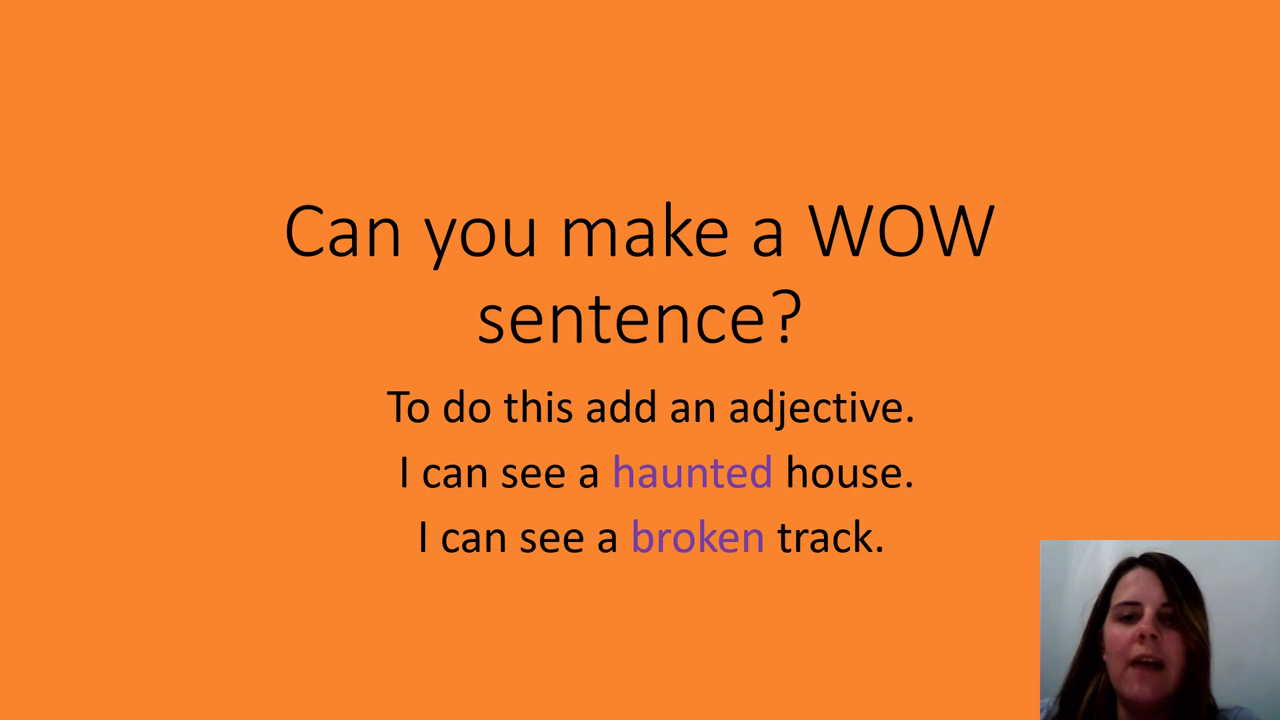 Can you make a WOW
sentence?
To do this add an adjective.
I can see a haunted house.
I can see a broken track.